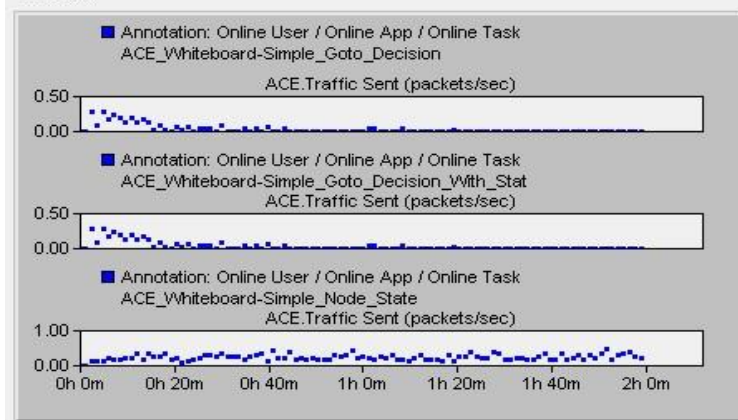 Annotation: Online User / Online App / Online Task
ACE_Whiteboard-Simple_Goto_Decision
ACE.Traffic Sent (packets/sec)
0.50
0.00
Annotation: Online User / Online App / Online Task
ACE_Whiteboard-Simple_Goto_Decision_With_Stat
ACE.Traffic Sent (packets/sec)
0.50
0.00
Annotation: Online User / Online App / Online Task
ACE_Whiteboard-Simple_Node_State
ACE.Traffic Sent (packets/sec)
1.00
0.00
0h 0m 0h 20m 0h 40m 1h 0m 1h 20m 1h 40m 2h 0m